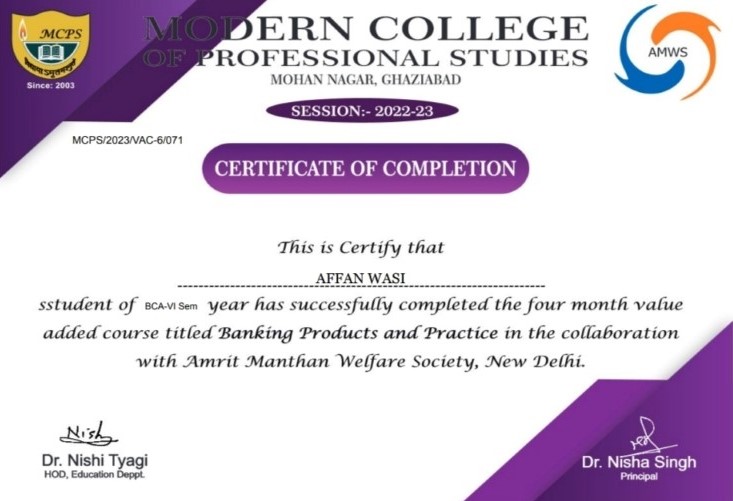 MCPS
Since: 2003
MODERN COLLEGE
OF PROFESSIONAL STUDIES
MOHAN NAGAR, GHAZIABAD
AMWS
SESSION:- 2022-23
MCPS/2023/VAC-6/071
CERTIFICATE OF COMPLETION
This is Certify that
AFFAN WASI
sstudent of BCA-VI Sem year has successfully completed the four month value
added course titled Banking Products and Practice in the collaboration
with Amrit Manthan Welfare Society, New Delhi.
Nish
Dr. Nishi Tyagi
HOD, Education Deppt.
Dr. Nisha Singh
Principal